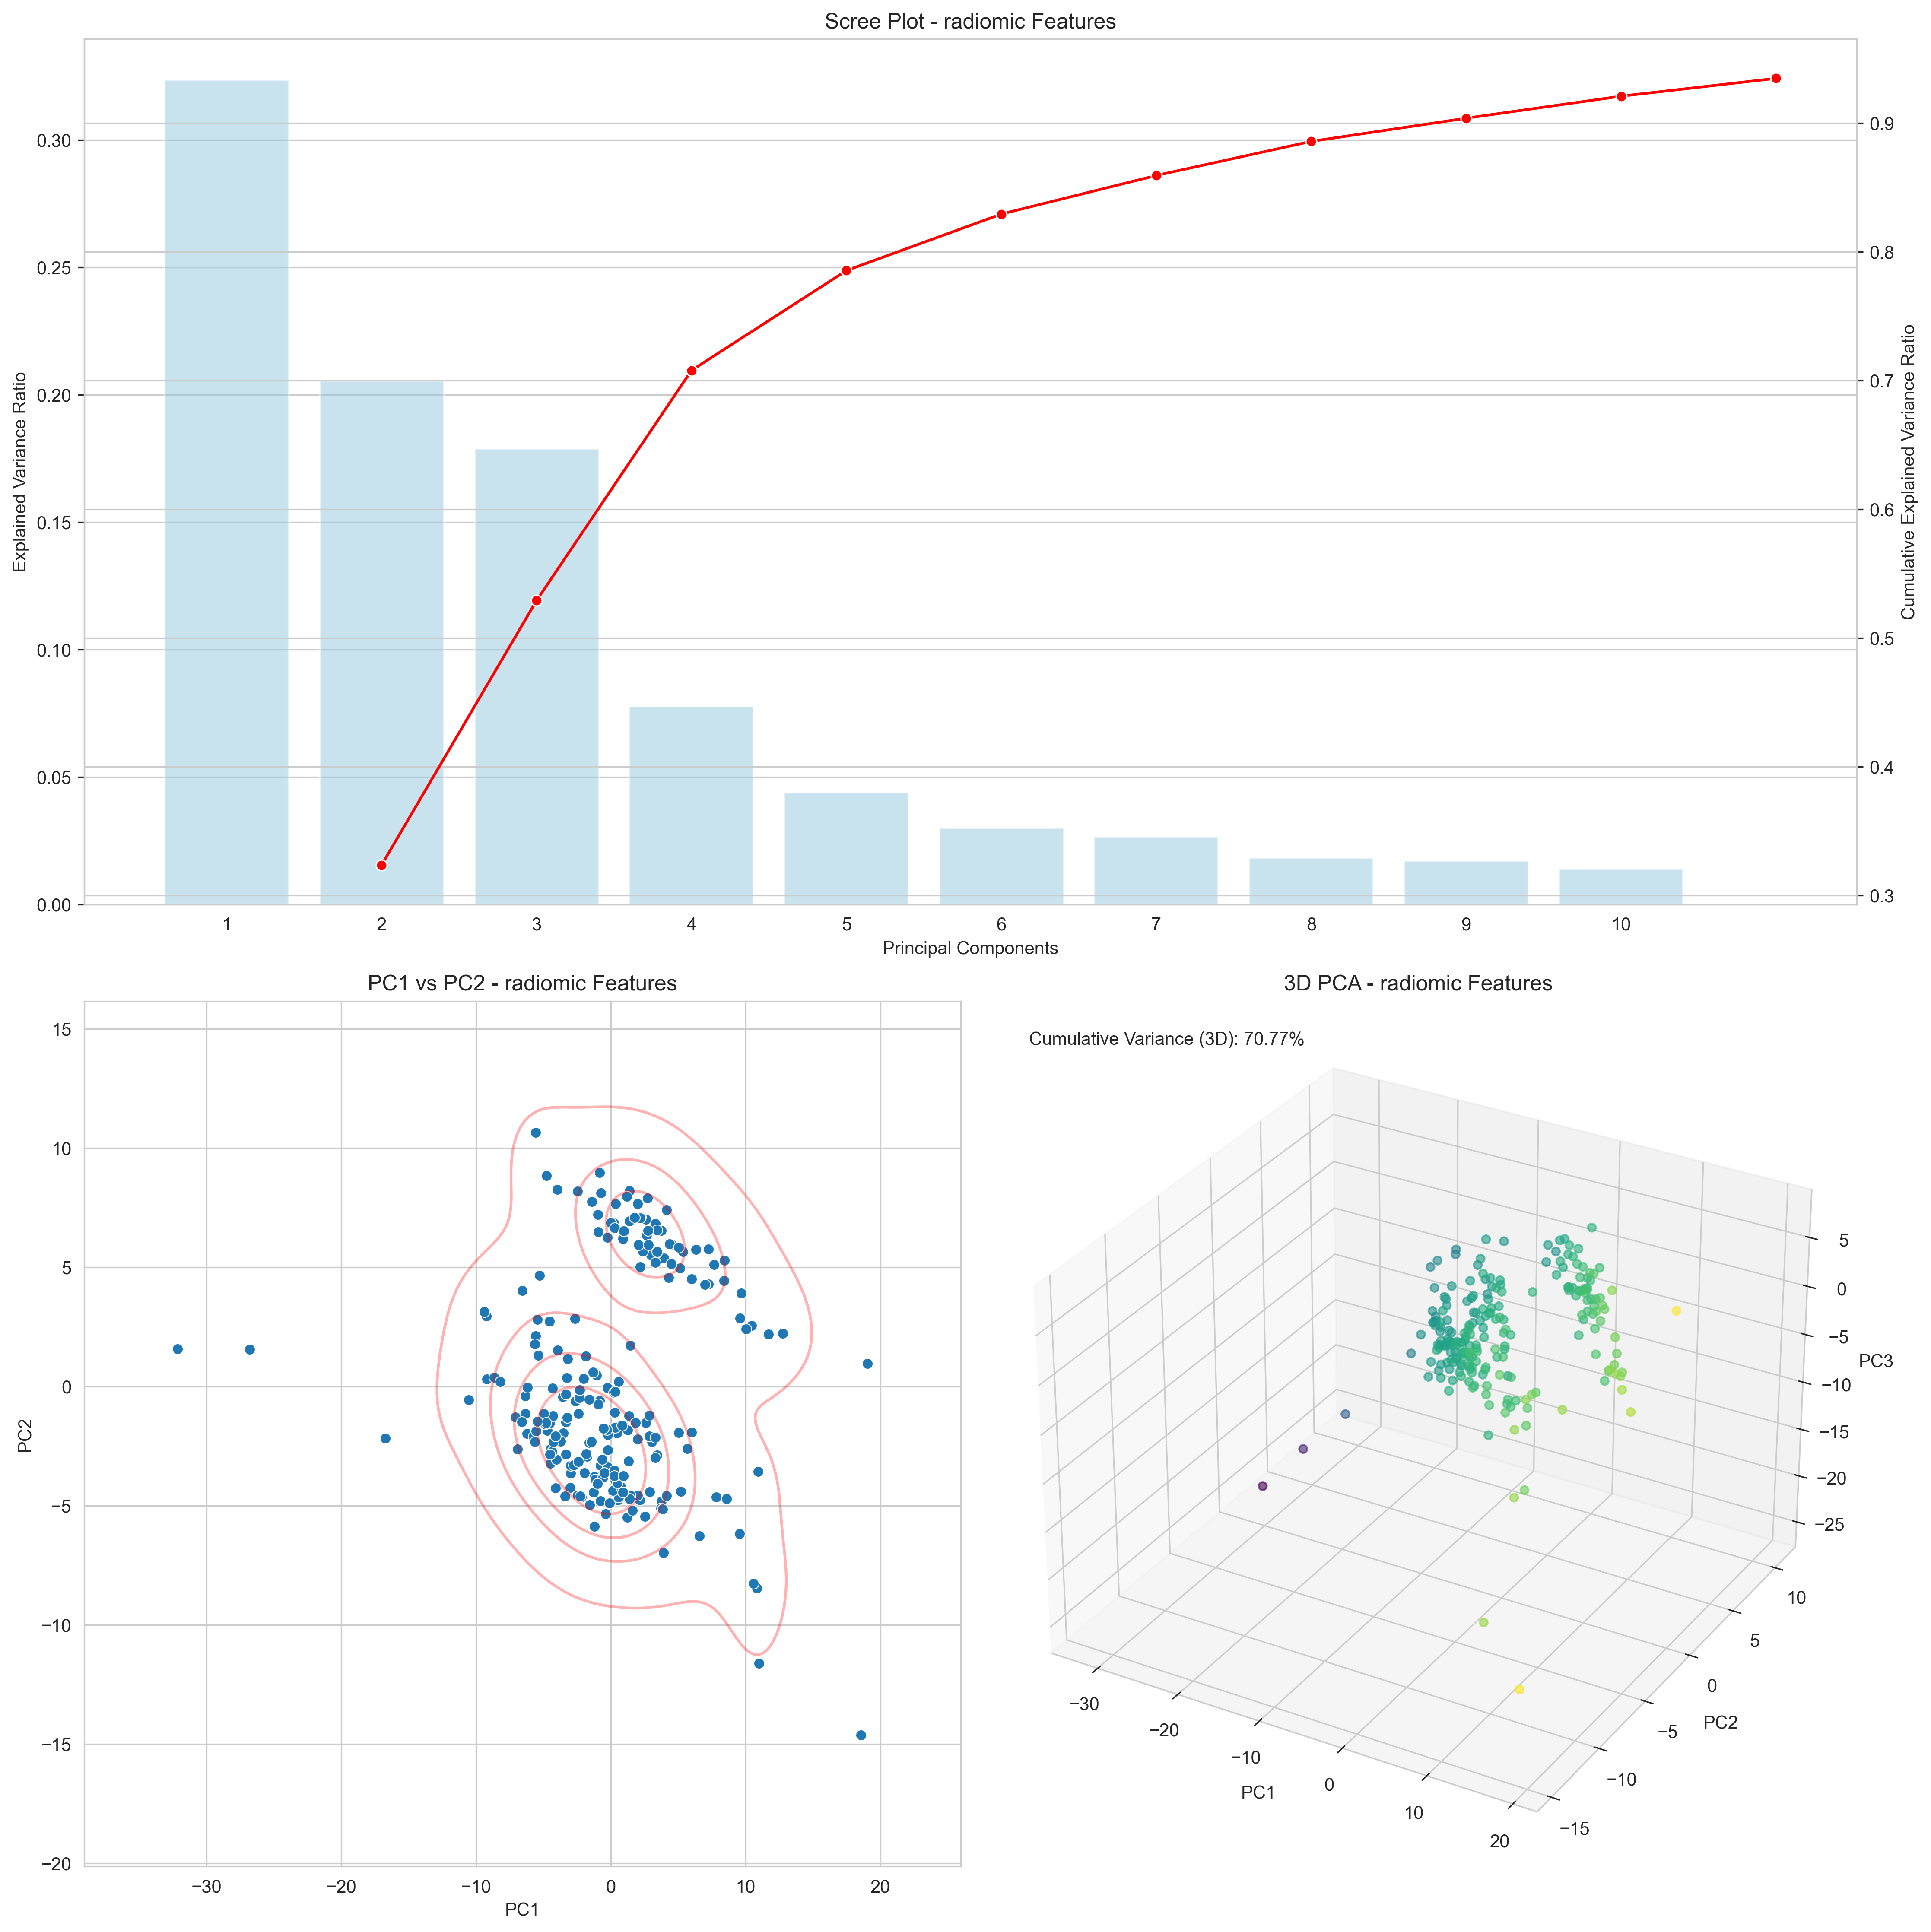 Scree Plot - radiomic Features
0.30
0.25
0.20
0.15
0.10
0.05
0.00
Explained Variance Ratio
0.9
0.8
0.7
0.6
0.5
0.4
0.3
Cumulative Explained Variance Ratio
1 2 3 4 5 6 7 8 9 10
Principal Components
PC1 vs PC2 - radiomic Features
15
10
5
0
−5
−10
−15
−20
PC2
−30 −20 −10 0 10 20
PC1
3D PCA - radiomic Features
Cumulative Variance (3D): 70.77%
5
0
−5
−10
−15
−20
−25
PC3
10
5
0
−5
−10
−15
PC2
−30
−20
−10
0
10
20
PC1